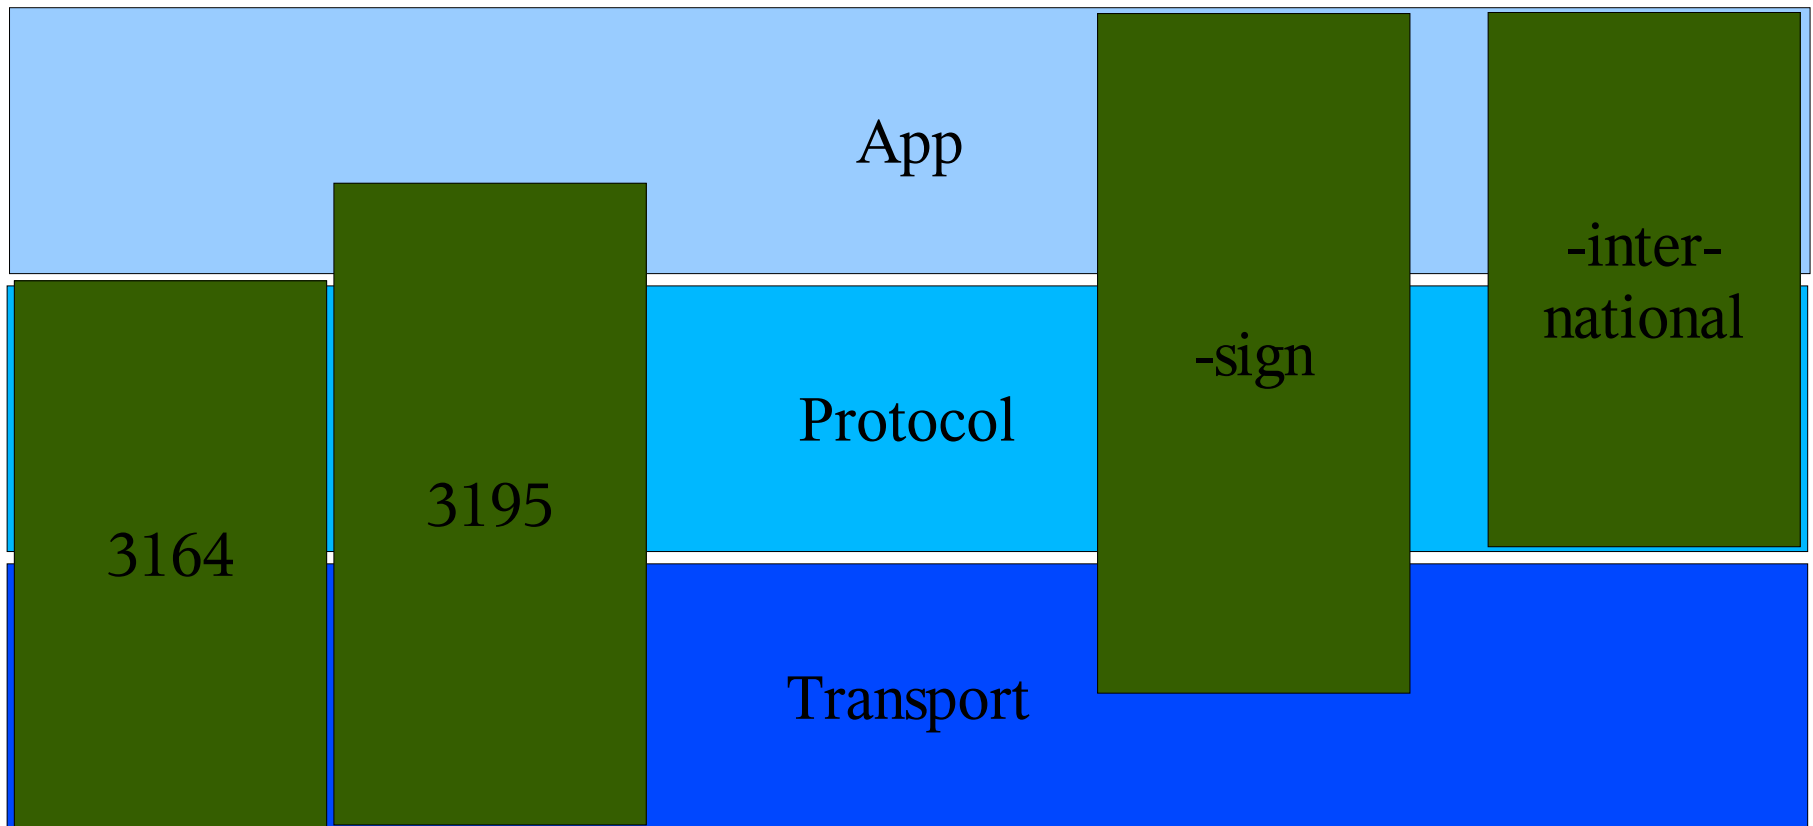 App
-inter-
national
-sign
Protocol
3195
3164
Transport